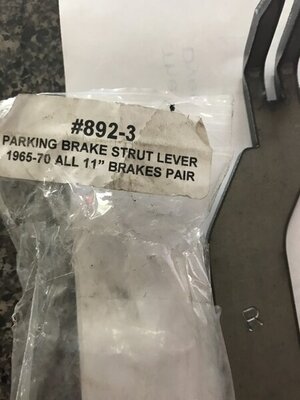 #892-3
PARKING BRAKE STRUT LEVER
1965-70 ALL 11" BRAKES PAIR
R